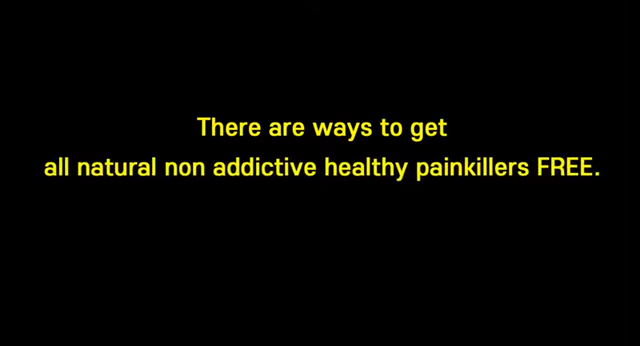 There are ways to get
all natural non addictive healthy painkillers FREE.